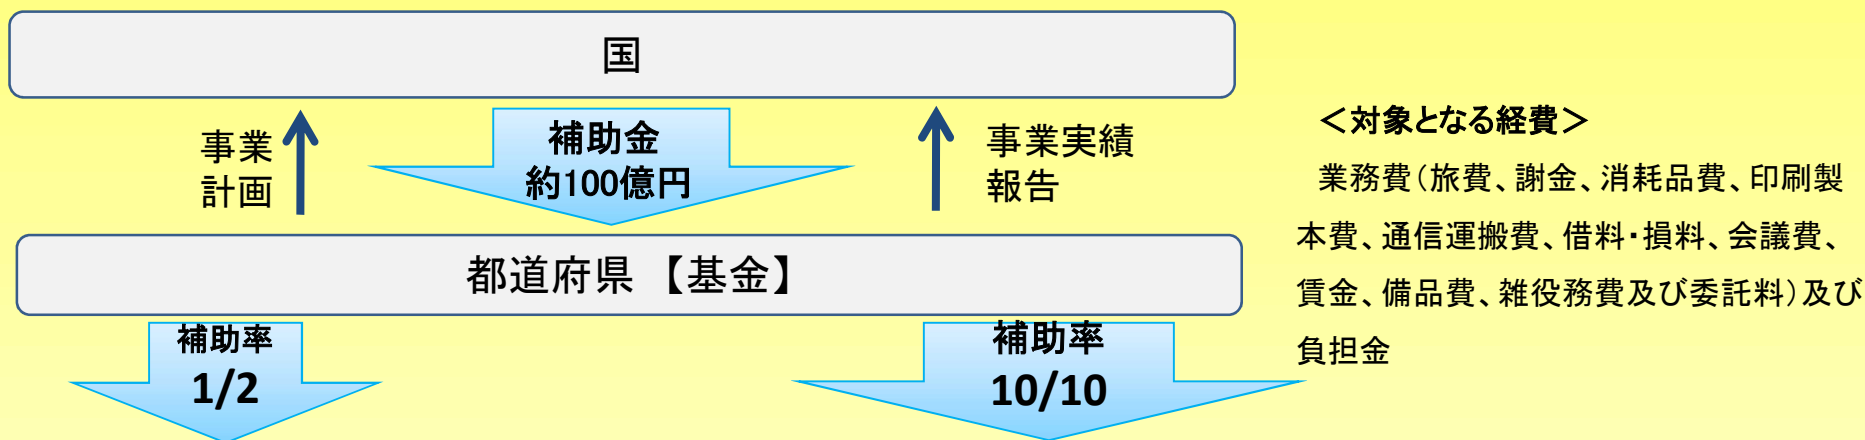 国
事業
計画
補助金
約100億円
事業実績
報告
都道府県 【基金】
補助率
1/2
補助率
10/10
<対象となる経費>
業務費(旅費、謝金、消耗品費、印刷製
本費、通信運搬費、借料・損料、会議費、
賃金、備品費、雑役務費及び委託料)及び
負担金